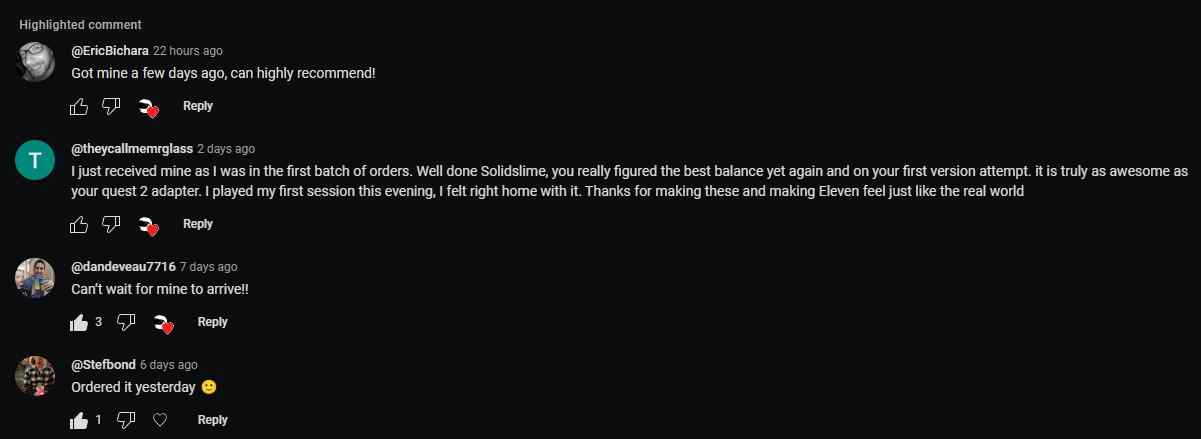 Highlighted comment
@EricBichara 22 hours ago
Got mine a few days ago, can highly recommend!
Reply
T
@theycallmemrglass 2 days ago
I just received mine as I was in the first batch of orders. Well done Solidslime, you really figured the best balance yet again and on your first version attempt. it is truly as awesome as
your quest 2 adapter. I played my first session this evening, I felt right home with it. Thanks for making these and making Eleven feel just like the real world
Reply
@dandeveau7716 7 days ago
Can't wait for mine to arrive!!
3 Reply
@Stefbond 6 days ago
Ordered it yesterday 🙂
1 Reply